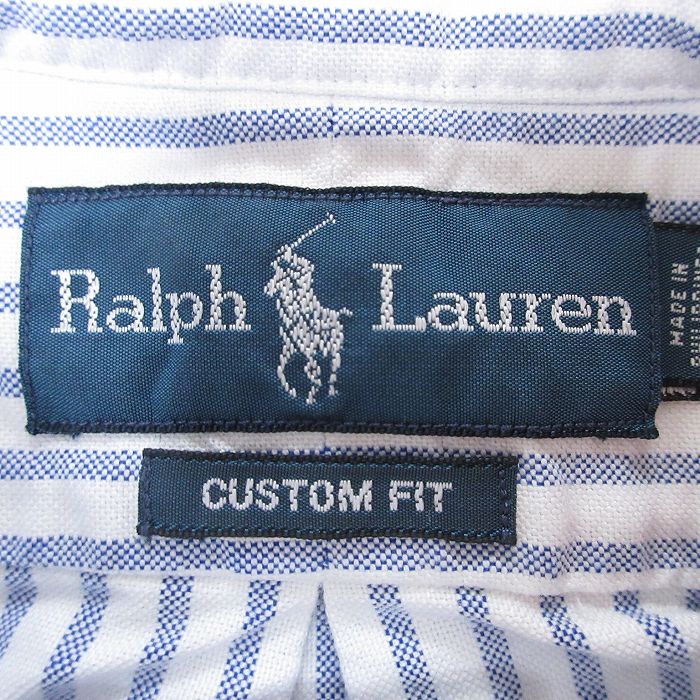 Ralph Lauren
MADE IN
CUSTOM FIT